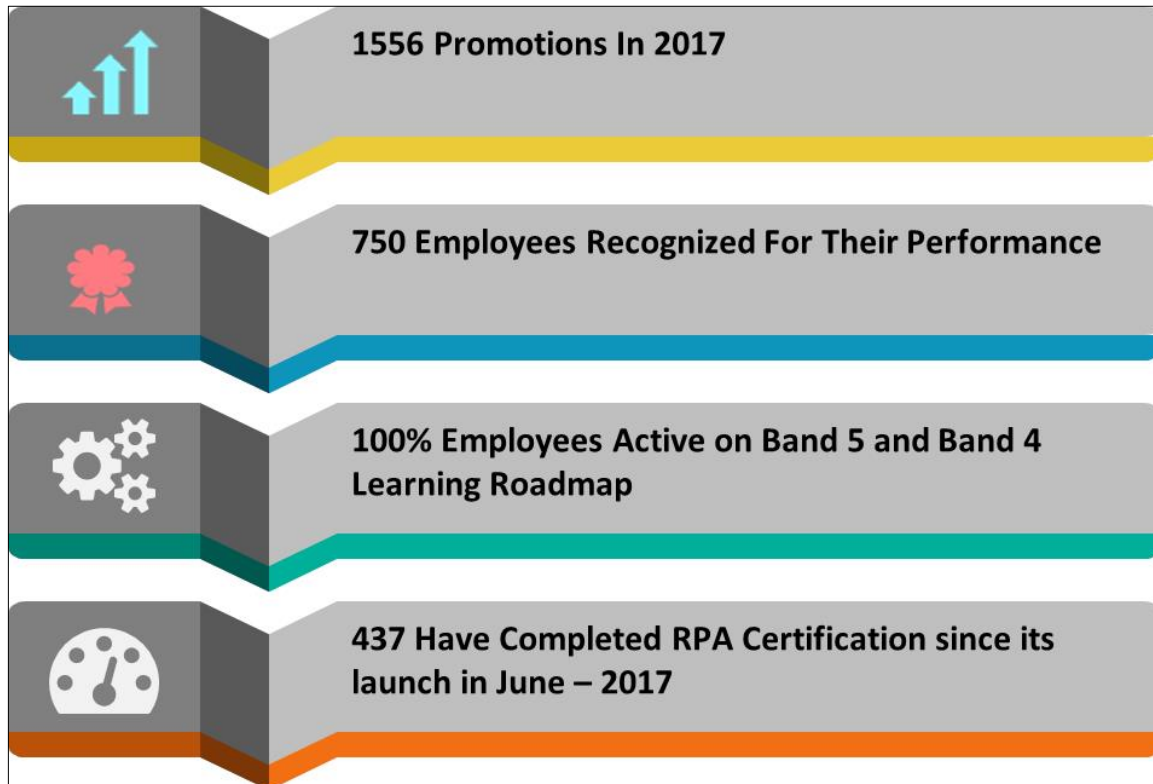 1556 Promotions In 2017
750 Employees Recognized For Their Performance
100% Employees Active on Band 5 and Band 4
Learning Roadmap
437 Have Completed RPA Certification since its
launch in June – 2017